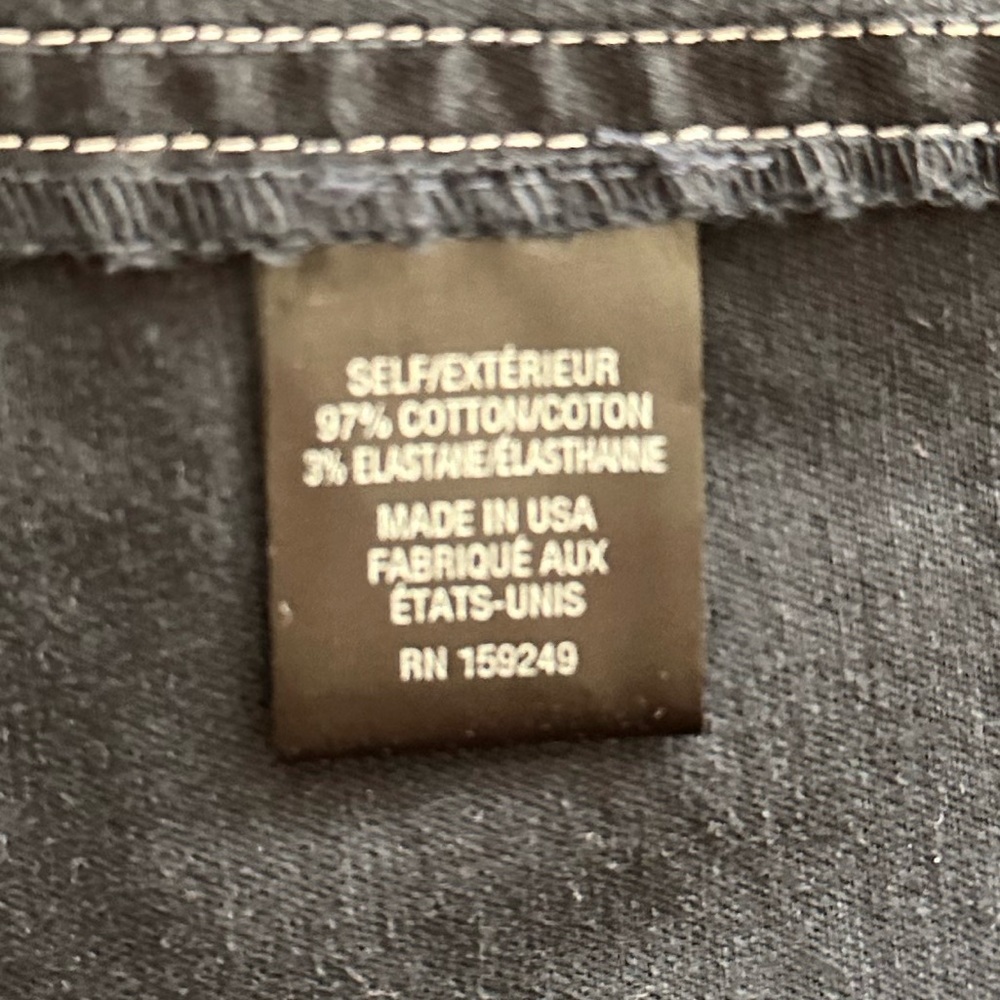 SELF/EXTÉRIEUR
97% COTTON/COTON
3% ELASTANE/ÉLASTHANNE
MADE IN USA
FABRIQUÉ AUX
ÉTATS-UNIS
RN 159249